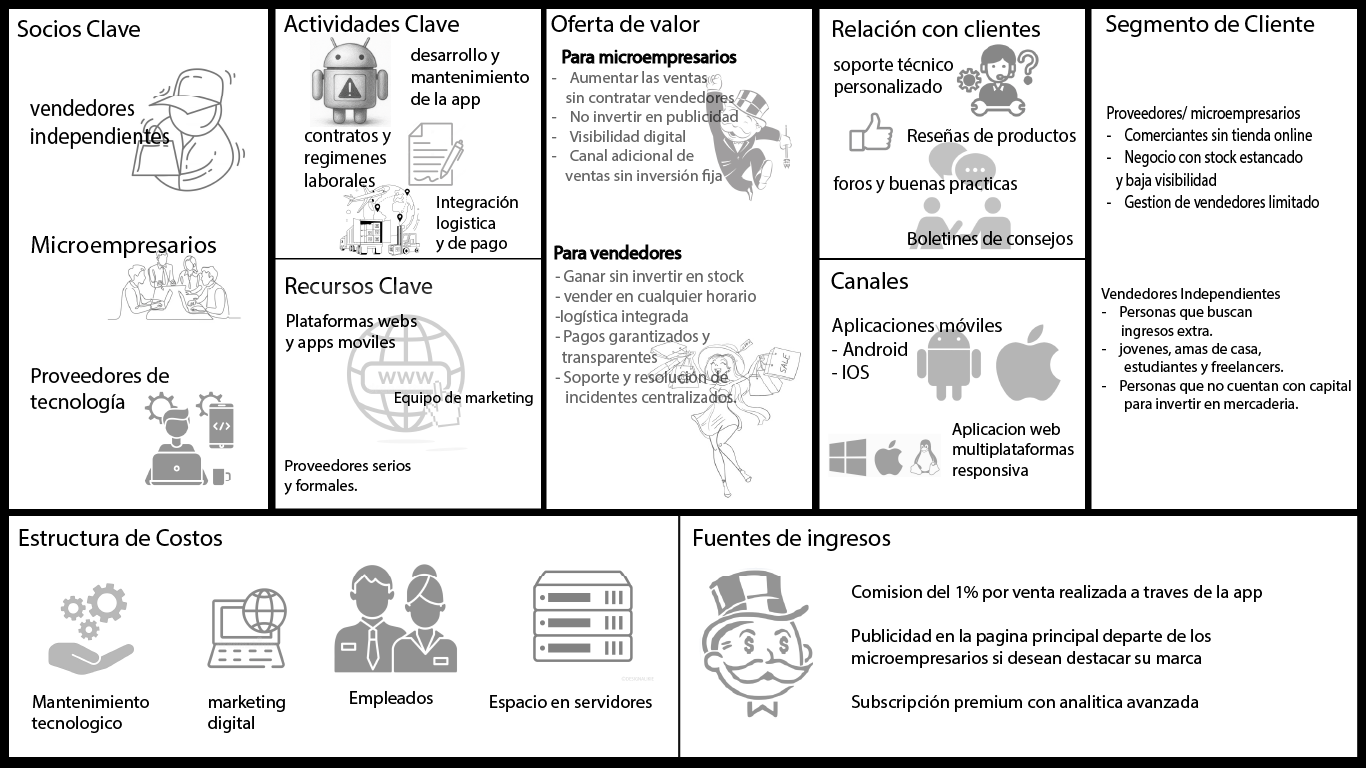 Socios Clave
vendedores
independientes
Microempresarios
Proveedores de
tecnología
Actividades Clave
desarrollo y
mantenimiento
de la app
contratos y
regimenes
laborales
Integración
logistica
y de pago
Recursos Clave
Plataformas webs
y apps moviles
www
Equipo de marketing
Proveedores serios
y formales.
Oferta de valor
Para microempresarios
- Aumentar las ventas
sin contratar vendedores
- No invertir en publicidad
- Visibilidad digital
- Canal adicional de
ventas sin inversión fija
Para vendedores
- Ganar sin invertir en stock
- vender en cualquier horario
-logística integrada
- Pagos garantizados y
transparentes
- Soporte y resolución de
incidentes centralizados.
SALE
Relación con clientes
soporte técnico
personalizado
Reseñas de productos
foros y buenas practicas
Boletines de consejos
Canales
Aplicaciones móviles
- Android
- IOS
Aplicacion web
multiplataformas
responsiva
Segmento de Cliente
Proveedores/ microempresarios
- Comerciantes sin tienda online
- Negocio con stock estancado
y baja visibilidad
- Gestion de vendedores limitado
Vendedores Independientes
- Personas que buscan
ingresos extra.
- jovenes, amas de casa,
estudiantes y freelancers.
- Personas que no cuentan con capital
para invertir en mercaderia.
Estructura de Costos
Mantenimiento
tecnologico
marketing
digital
Empleados
Espacio en servidores
Fuentes de ingresos
Comision del 1% por venta realizada a traves de la app
Publicidad en la pagina principal departe de los
microempresarios si desean destacar su marca
Subscripción premium con analitica avanzada